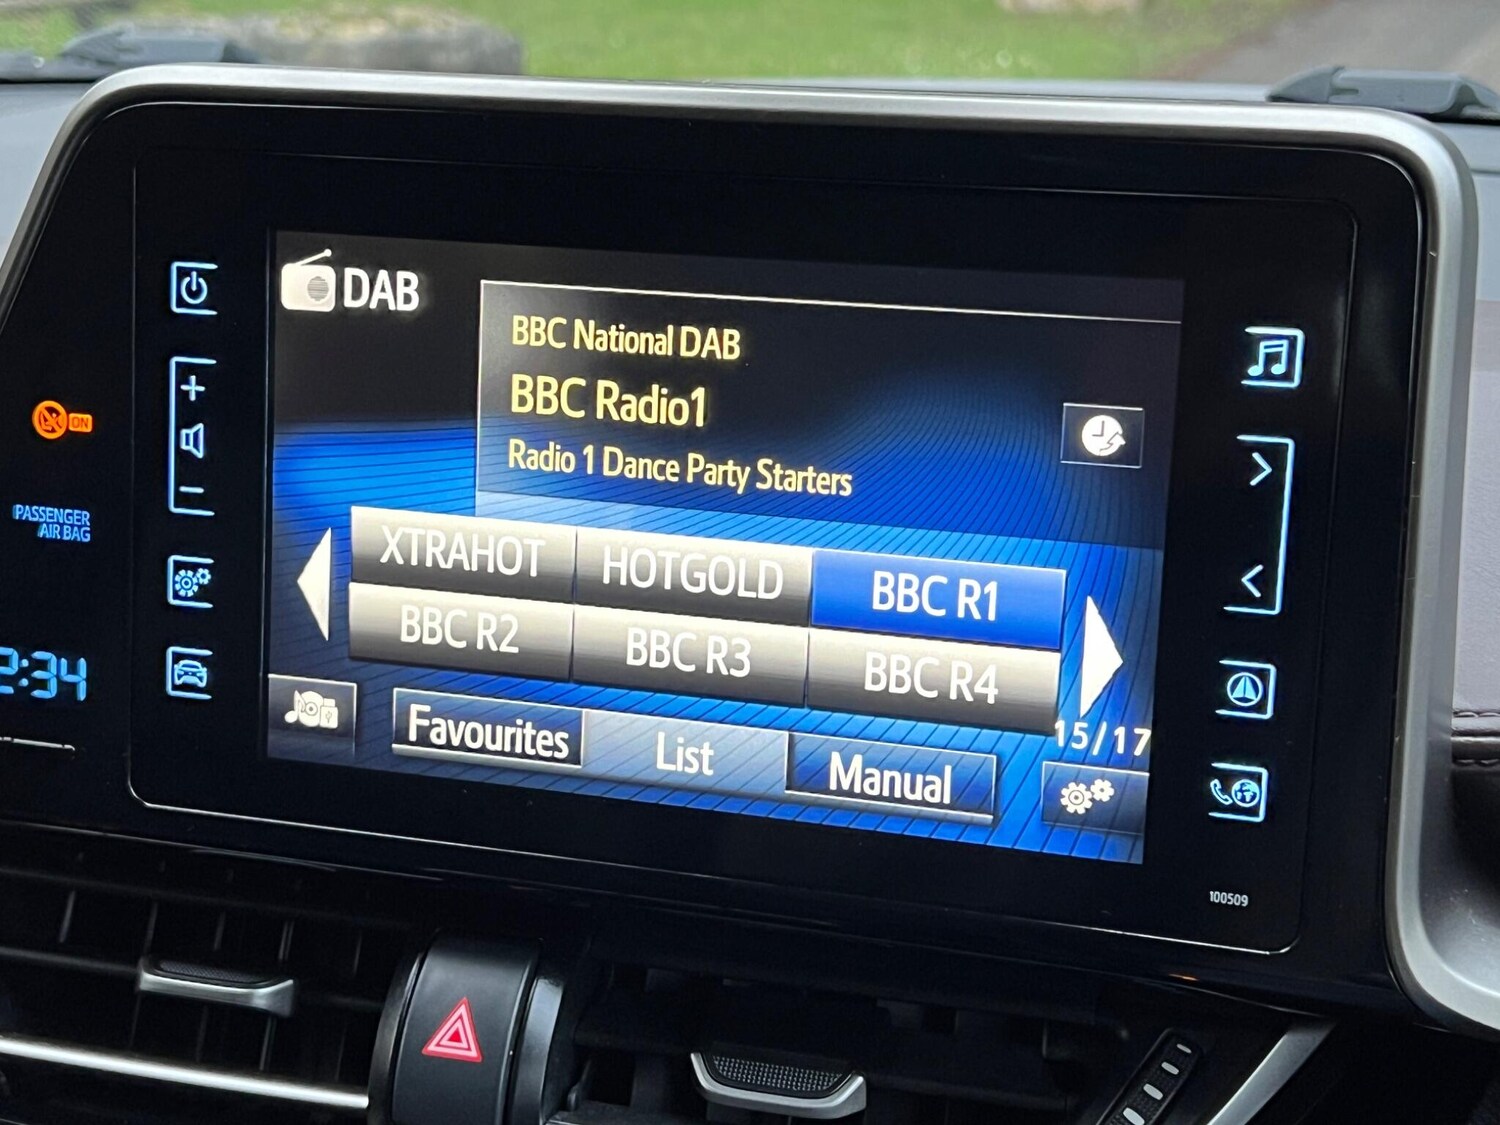 DAB
BBC National DAB
BBC Radio1
Radio 1 Dance Party Starters
XTRAHOT
HOTGOLD
BBC R1
BBC R2
BBC R3
BBC R4
15/17
Favourites
List
Manual
ON
PASSENGER
AIR BAG
2:34
100509